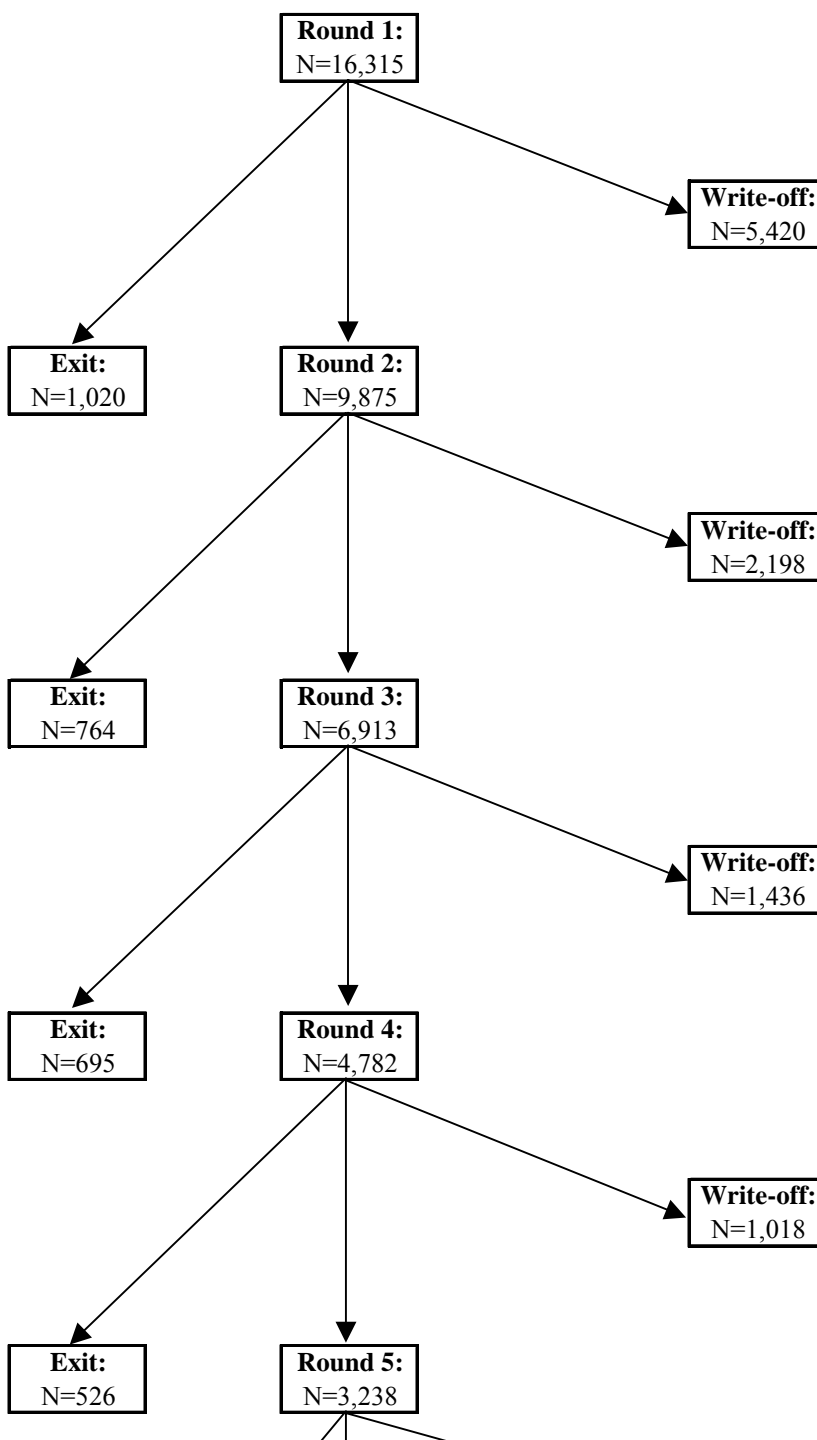 Round 1:
N=16,315
Write-off:
N=5,420
Exit:
N=1,020
Round 2:
N=9,875
Write-off:
N=2,198
Exit:
N=764
Round 3:
N=6,913
Write-off:
N=1,436
Exit:
N=695
Round 4:
N=4,782
Write-off:
N=1,018
Exit:
N=526
Round 5:
N=3,238